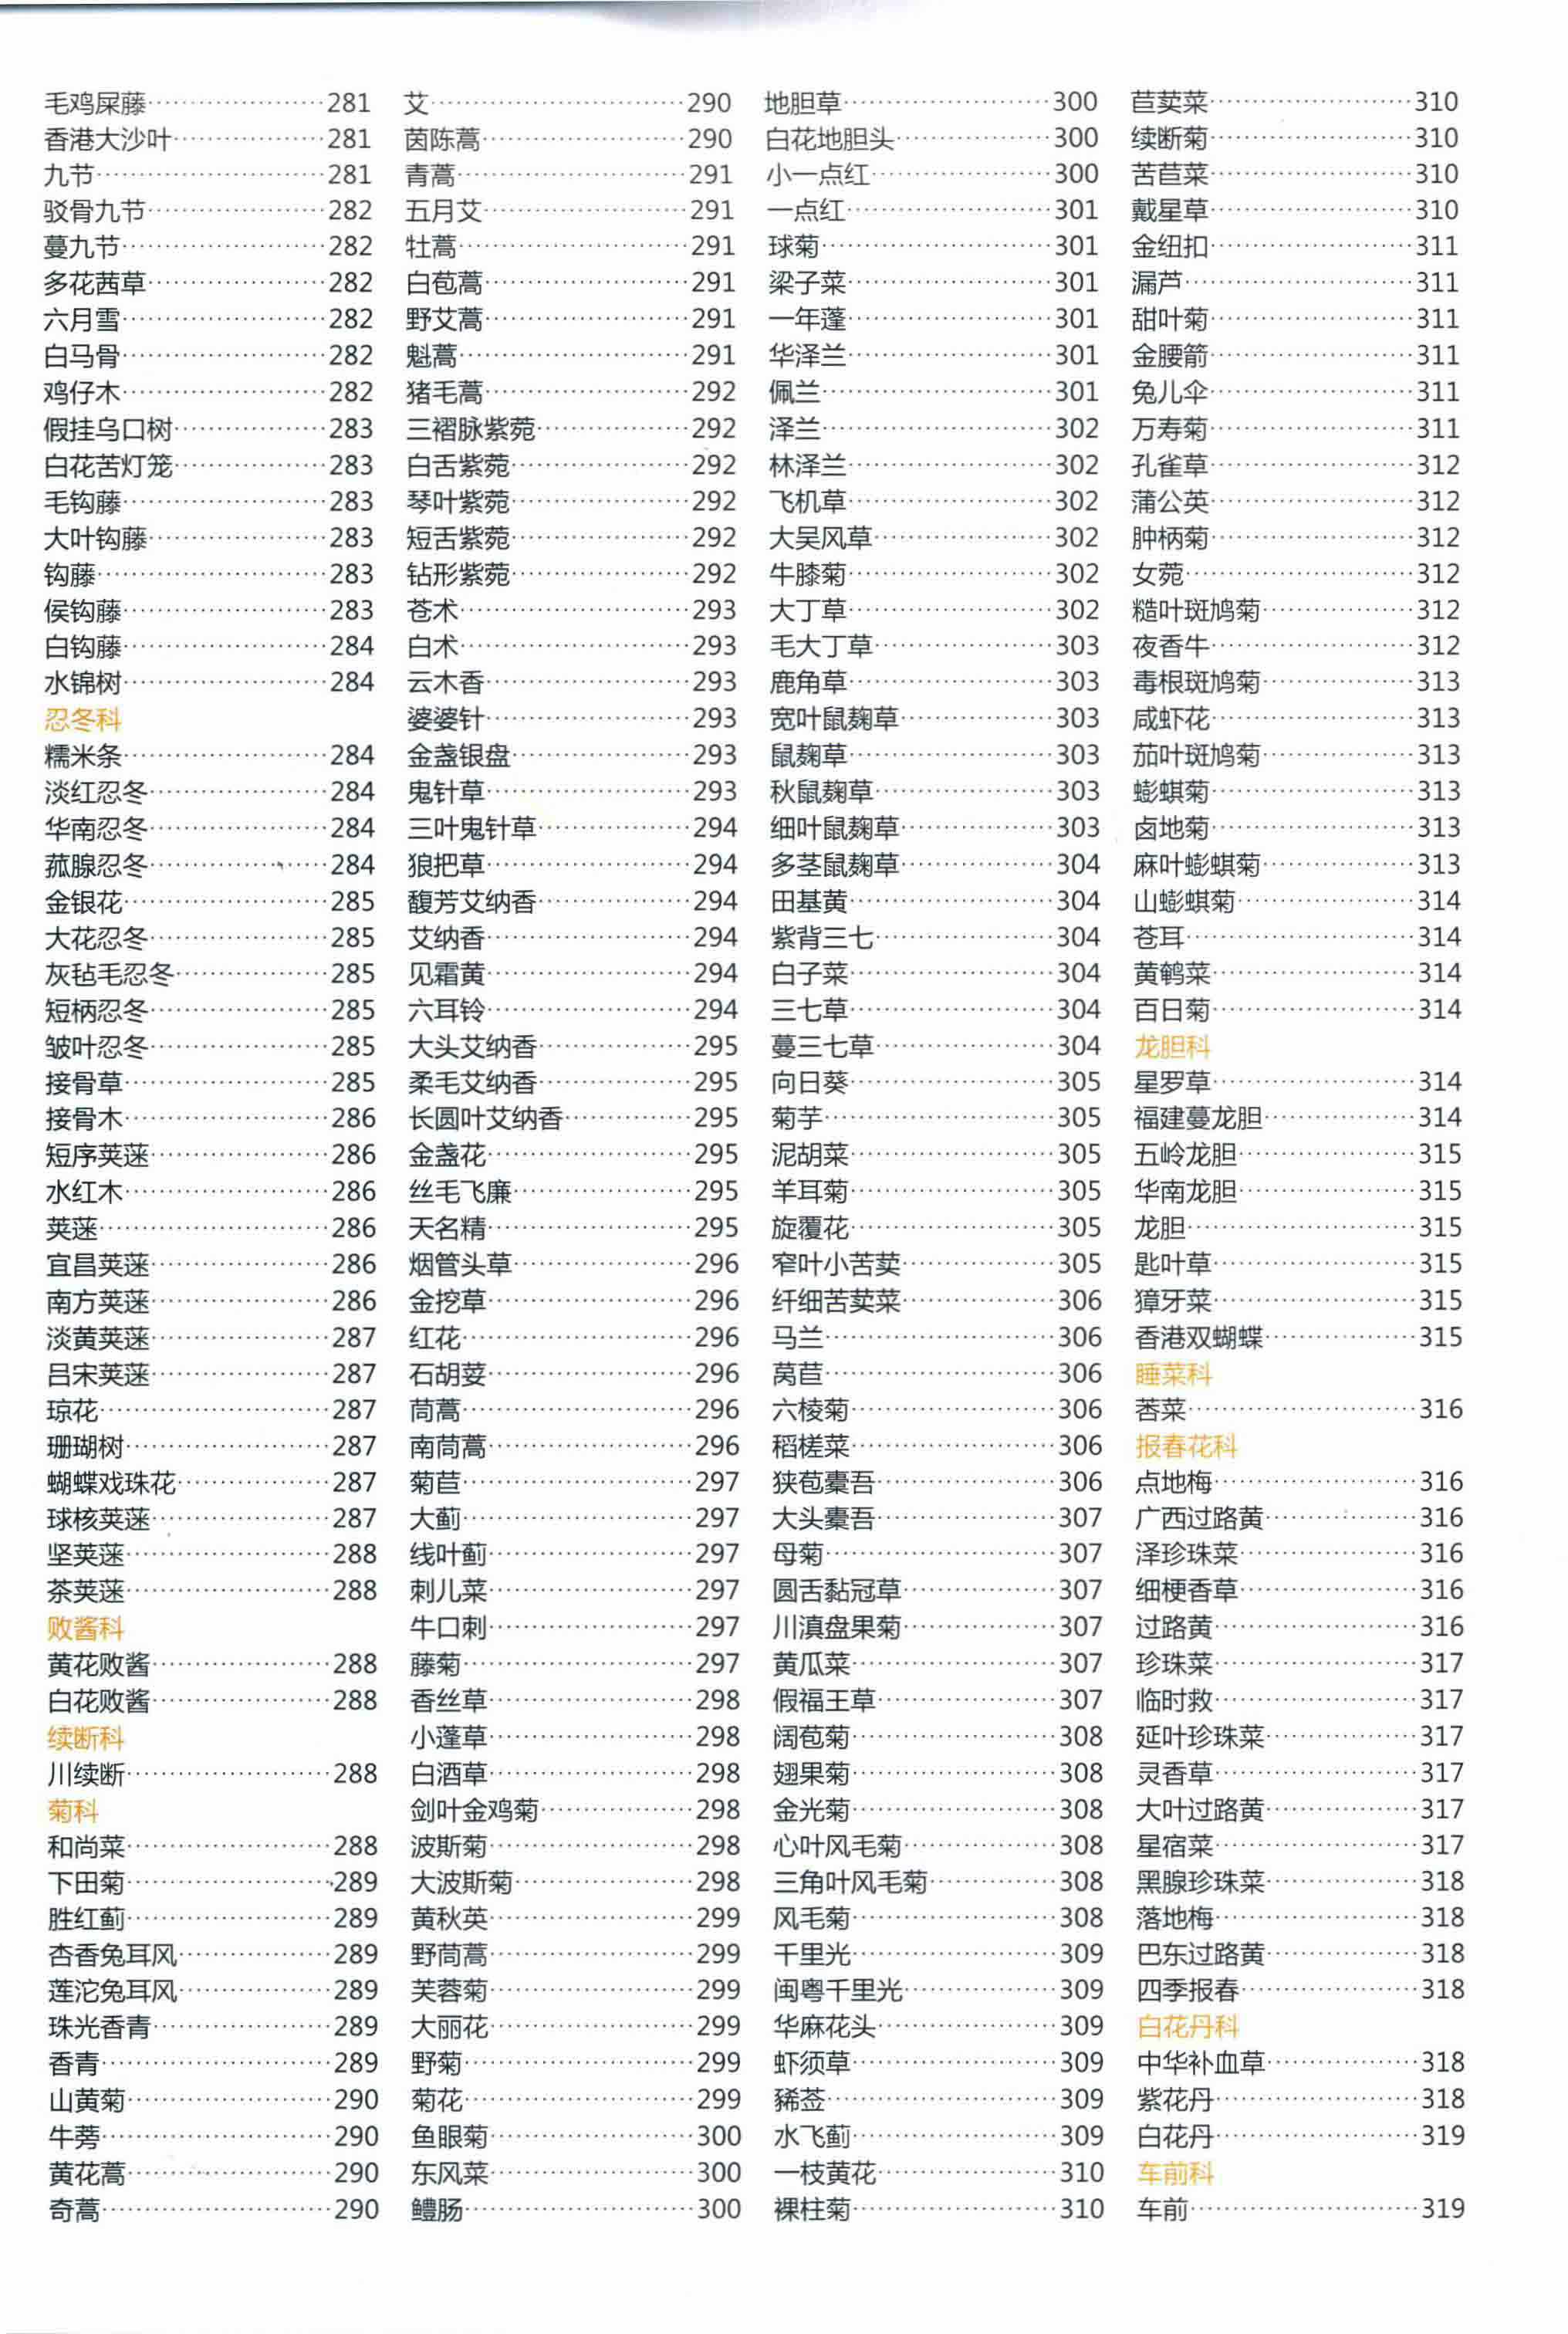 毛鸡屎藤…………………281
香港大沙叶…………………281
九节…………………281
驳骨九节…………………282
蔓九节…………………282
多花茜草…………………282
六月雪…………………282
白马骨…………………282
鸡仔木…………………282
假挂乌口树…………………283
白花苦灯笼…………………283
毛钩藤…………………283
大叶钩藤…………………283
钩藤…………………283
侯钩藤…………………283
白钩藤…………………284
水锦树…………………284
忍冬科
糯米条…………………284
淡红忍冬…………………284
华南忍冬…………………284
菰腺忍冬…………………284
金银花…………………285
大花忍冬…………………285
灰毡毛忍冬…………………285
短柄忍冬…………………285
皱叶忍冬…………………285
接骨草…………………285
接骨木…………………286
短序荚蒾…………………286
水红木…………………286
荚蒾…………………286
宜昌荚蒾…………………286
南方荚蒾…………………286
淡黄荚蒾…………………287
吕宋荚蒾…………………287
琼花…………………287
珊瑚树…………………287
蝴蝶戏珠花…………………287
球核荚蒾…………………287
坚荚蒾…………………288
茶荚蒾…………………288
败酱科
黄花败酱…………………288
白花败酱…………………288
续断科
川续断…………………288
菊科
和尚菜…………………288
下田菊…………………289
胜红蓟…………………289
杏香兔耳风…………………289
莲沱兔耳风…………………289
珠光香青…………………289
香青…………………289
山黄菊…………………290
牛蒡…………………290
黄花蒿…………………290
奇蒿…………………290
艾…………………290
茵陈蒿…………………290
青蒿…………………291
五月艾…………………291
牡蒿…………………291
白苞蒿…………………291
野艾蒿…………………291
魁蒿…………………291
猪毛蒿…………………292
三褶脉紫菀…………………292
白舌紫菀…………………292
琴叶紫菀…………………292
短舌紫菀…………………292
钻形紫菀…………………292
苍术…………………293
白术…………………293
云木香…………………293
婆婆针…………………293
金盏银盘…………………293
鬼针草…………………293
三叶鬼针草…………………294
狼把草…………………294
馥芳艾纳香…………………294
艾纳香…………………294
见霜黄…………………294
六耳铃…………………294
大头艾纳香…………………295
柔毛艾纳香…………………295
长圆叶艾纳香…………………295
金盏花…………………295
丝毛飞廉…………………295
天名精…………………295
烟管头草…………………296
金挖草…………………296
红花…………………296
石胡荽…………………296
茼蒿…………………296
南茼蒿…………………296
菊苣…………………297
大蓟…………………297
线叶蓟…………………297
刺儿菜…………………297
牛口刺…………………297
藤菊…………………297
香丝草…………………298
小蓬草…………………298
白酒草…………………298
剑叶金鸡菊…………………298
波斯菊…………………298
大波斯菊…………………298
黄秋英…………………299
野茼蒿…………………299
芙蓉菊…………………299
大丽花…………………299
野菊…………………299
菊花…………………299
鱼眼菊…………………300
东风菜…………………300
鳢肠…………………300
地胆草…………………300
白花地胆头…………………300
小一点红…………………300
一点红…………………301
球菊…………………301
梁子菜…………………301
一年蓬…………………301
华泽兰…………………301
佩兰…………………301
泽兰…………………302
林泽兰…………………302
飞机草…………………302
大吴风草…………………302
牛膝菊…………………302
大丁草…………………302
毛大丁草…………………303
鹿角草…………………303
宽叶鼠麴草…………………303
鼠麴草…………………303
秋鼠麴草…………………303
细叶鼠麴草…………………303
多茎鼠麴草…………………304
田基黄…………………304
紫背三七…………………304
白子菜…………………304
三七草…………………304
蔓三七草…………………304
向日葵…………………305
菊芋…………………305
泥胡菜…………………305
羊耳菊…………………305
旋覆花…………………305
窄叶小苦荬…………………305
纤细苦荬菜…………………306
马兰…………………306
莴苣…………………306
六棱菊…………………306
稻槎菜…………………306
狭苞橐吾…………………306
大头橐吾…………………307
母菊…………………307
圆舌黏冠草…………………307
川滇盘果菊…………………307
黄瓜菜…………………307
假福王草…………………307
阔苞菊…………………308
翅果菊…………………308
金光菊…………………308
心叶风毛菊…………………308
三角叶风毛菊…………………308
风毛菊…………………308
千里光…………………309
闽粤千里光…………………309
华麻花头…………………309
虾须草…………………309
豨莶…………………309
水飞蓟…………………309
一枝黄花…………………310
裸柱菊…………………310
苣荬菜…………………310
续断菊…………………310
苦苣菜…………………310
戴星草…………………310
金纽扣…………………311
漏芦…………………311
甜叶菊…………………311
金腰箭…………………311
兔儿伞…………………311
万寿菊…………………311
孔雀草…………………312
蒲公英…………………312
肿柄菊…………………312
女菀…………………312
糙叶斑鸠菊…………………312
夜香牛…………………312
毒根斑鸠菊…………………313
咸虾花…………………313
茄叶斑鸠菊…………………313
蟛蜞菊…………………313
卤地菊…………………313
麻叶蟛蜞菊…………………313
山蟛蜞菊…………………314
苍耳…………………314
黄鹌菜…………………314
百日菊…………………314
龙胆科
星罗草…………………314
福建蔓龙胆…………………314
五岭龙胆…………………315
华南龙胆…………………315
龙胆…………………315
匙叶草…………………315
獐牙菜…………………315
香港双蝴蝶…………………315
睡菜科
莕菜…………………316
报春花科
点地梅…………………316
广西过路黄…………………316
泽珍珠菜…………………316
细梗香草…………………316
过路黄…………………316
珍珠菜…………………317
临时救…………………317
延叶珍珠菜…………………317
灵香草…………………317
大叶过路黄…………………317
星宿菜…………………317
黑腺珍珠菜…………………318
落地梅…………………318
巴东过路黄…………………318
四季报春…………………318
白花丹科
中华补血草…………………318
紫花丹…………………318
白花丹…………………319
车前科
车前…………………319